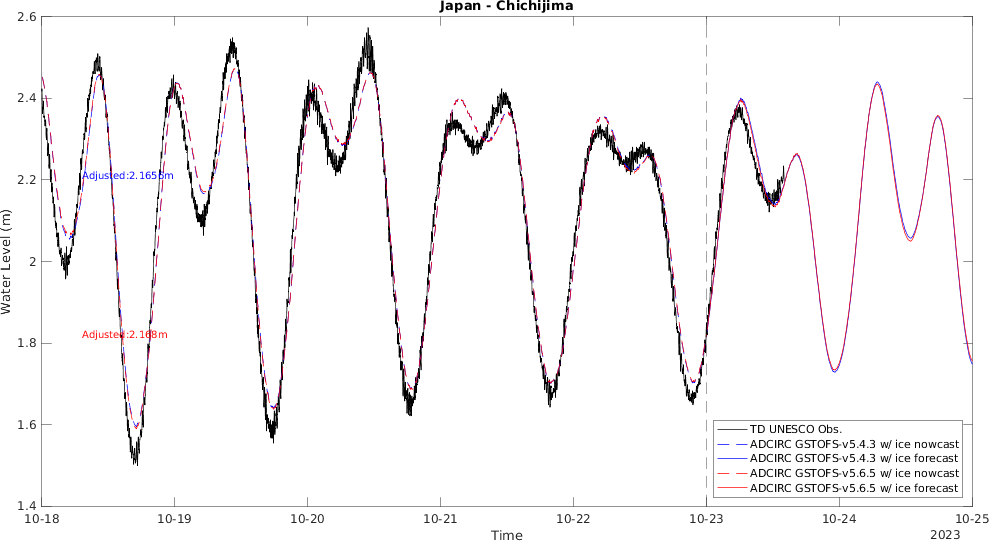 Japan - Chichijima
2.6
2.4
2.2
2
1.8
1.6
1.4
Water Level (m)
Adjusted:2.1656m
Adjusted:2.168m
TD UNESCO Obs.
ADCIRC GSTOFS-v5.4.3 w/ ice nowcast
ADCIRC GSTOFS-v5.4.3 w/ ice forecast
ADCIRC GSTOFS-v5.6.5 w/ ice nowcast
ADCIRC GSTOFS-v5.6.5 w/ ice forecast
10-18 10-19 10-20 10-21 10-22 10-23 10-24 10-25
Time
2023